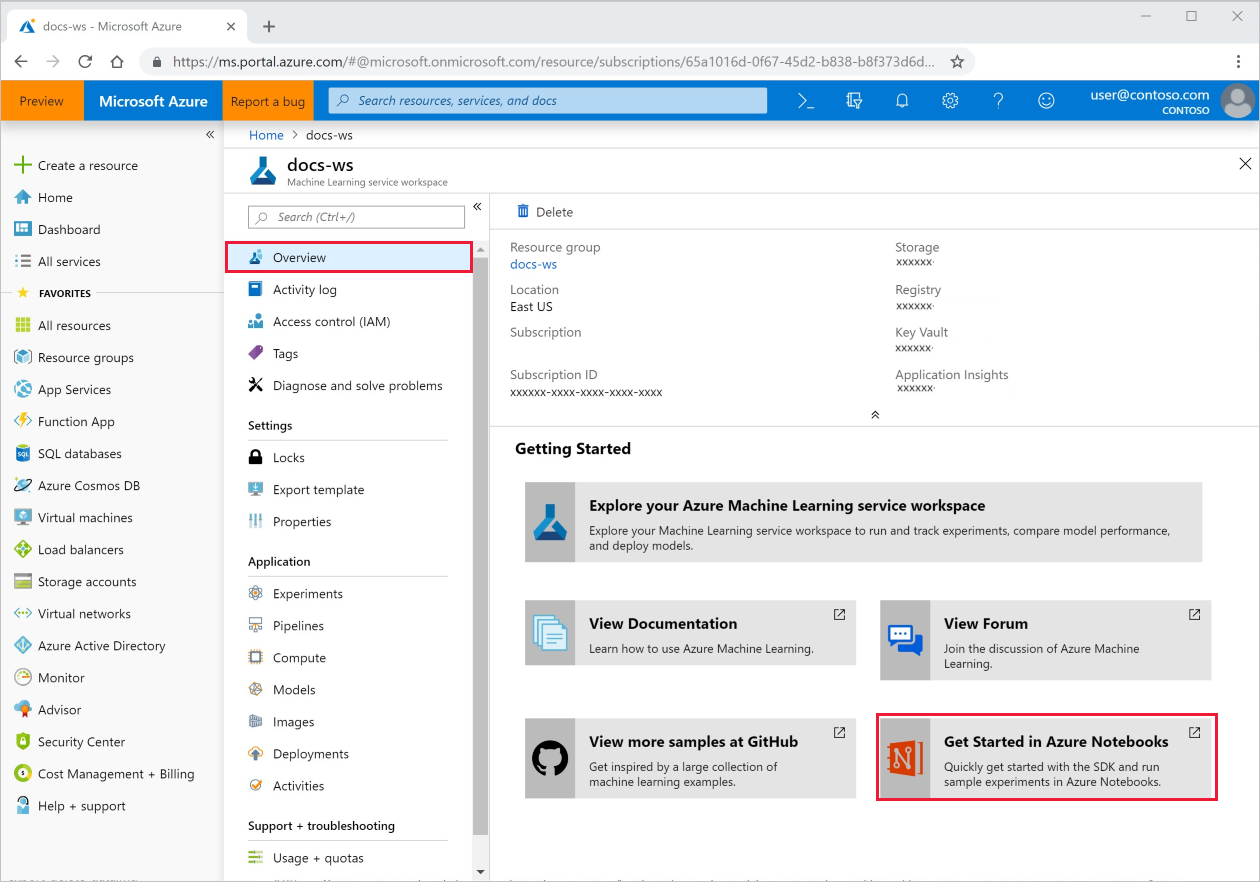 docs-ws - Microsoft Azure
https://ms.portal.azure.com/#@microsoft.onmicrosoft.com/resource/subscriptions/65a1016d-0f67-45d2-b838-b8f373d6d...
Preview
Microsoft Azure
Report a bug
Search resources, services, and docs
user@contoso.com
CONTOSO
Create a resource
Home
Dashboard
All services
FAVORITES
All resources
Resource groups
App Services
Function App
SQL databases
Azure Cosmos DB
Virtual machines
Load balancers
Storage accounts
Virtual networks
Azure Active Directory
Monitor
Advisor
Security Center
Cost Management + Billing
Help + support
Home > docs-ws
docs-ws
Machine Learning service workspace
Search (Ctrl+/)
Overview
Activity log
Access control (IAM)
Tags
Diagnose and solve problems
Settings
Locks
Export template
Properties
Application
Experiments
Pipelines
Compute
Models
Images
Deployments
Activities
Support + troubleshooting
Usage + quotas
Delete
Resource group
docs-ws
Location
East US
Subscription
Subscription ID
xxxxxx-xxxx-xxxx-xxxx-xxxx
Storage
xxxxxx
Registry
xxxxxx
Key Vault
xxxxxx
Application Insights
xxxxxx
Getting Started
Explore your Azure Machine Learning service workspace
Explore your Machine Learning service workspace to run and track experiments, compare model performance,
and deploy models.
View Documentation
Learn how to use Azure Machine Learning.
View Forum
Join the discussion of Azure Machine
Learning.
View more samples at GitHub
Get inspired by a large collection of
machine learning examples.
Get Started in Azure Notebooks
Quickly get started with the SDK and run
sample experiments in Azure Notebooks.